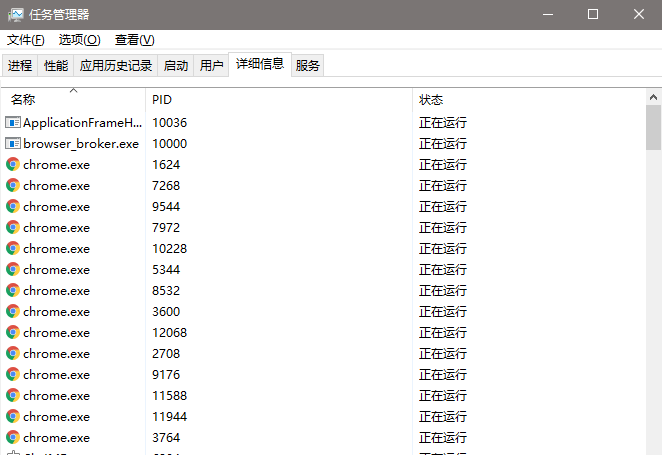 任务管理器
文件(F) 选项(O) 查看(V)
进程 性能 应用历史记录 启动 用户 详细信息 服务
名称 PID 状态
ApplicationFrameH... 10036 正在运行
browser_broker.exe 10000 正在运行
chrome.exe 1624 正在运行
chrome.exe 7268 正在运行
chrome.exe 9544 正在运行
chrome.exe 7972 正在运行
chrome.exe 10228 正在运行
chrome.exe 5344 正在运行
chrome.exe 8532 正在运行
chrome.exe 3600 正在运行
chrome.exe 12068 正在运行
chrome.exe 2708 正在运行
chrome.exe 9176 正在运行
chrome.exe 11588 正在运行
chrome.exe 11944 正在运行
chrome.exe 3764 正在运行